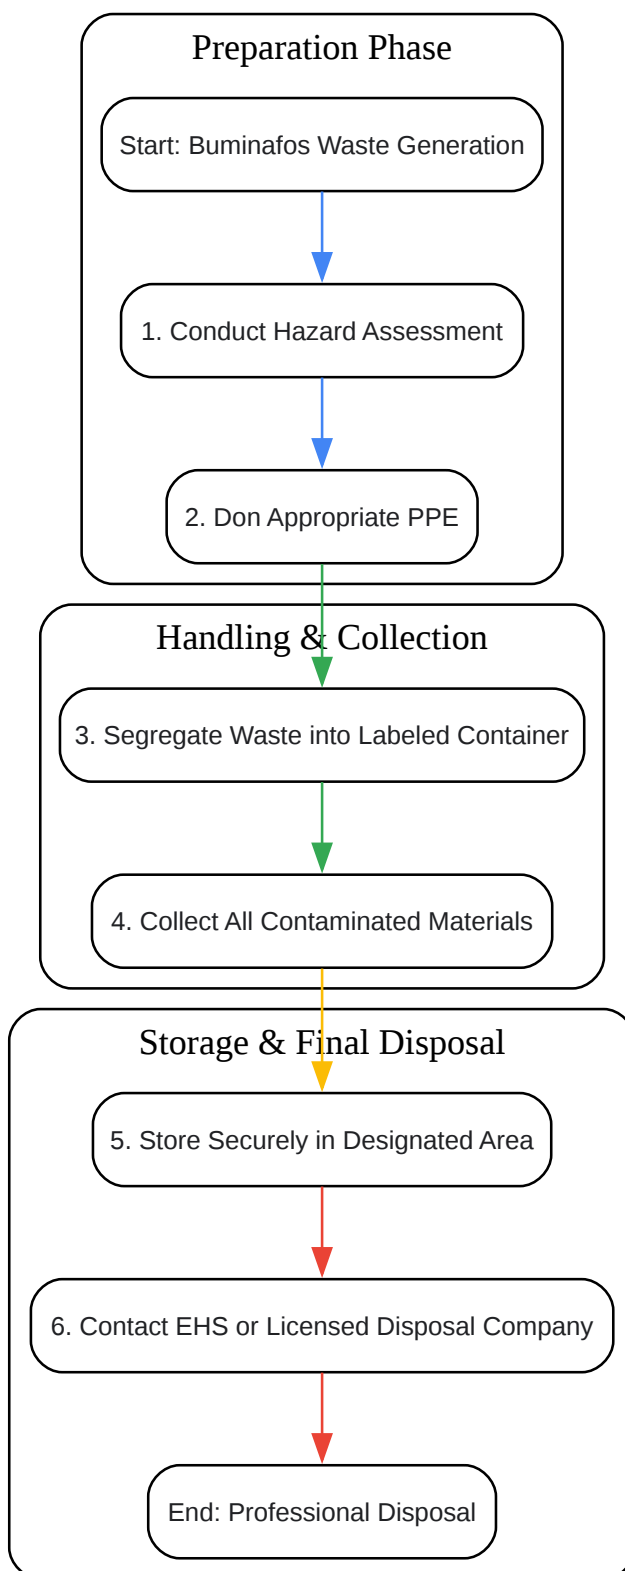 Preparation Phase
Start: Buminafos Waste Generation
1. Conduct Hazard Assessment
2. Don Appropriate PPE
Handling & Collection
3. Segregate Waste into Labeled Container
4. Collect All Contaminated Materials
Storage & Final Disposal
5. Store Securely in Designated Area
6. Contact EHS or Licensed Disposal Company
End: Professional Disposal